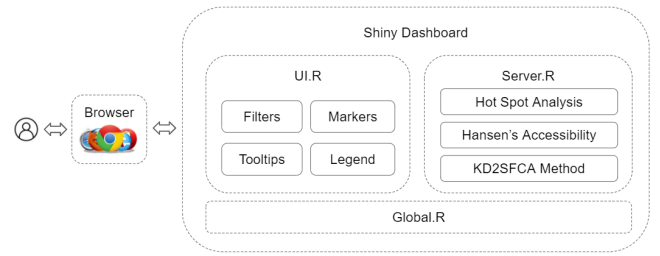 Shiny Dashboard
Browser
UI.R
Filters
Markers
Tooltips
Legend
Server.R
Hot Spot Analysis
Hansen's Accessibility
KD2SFCA Method
Global.R